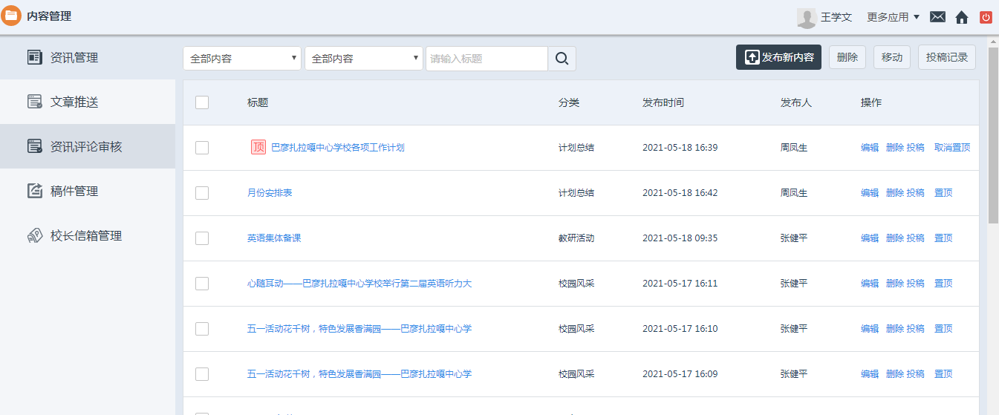 内容管理
王学文 更多应用
资讯管理
文章推送
资讯评论审核
稿件管理
校长信箱管理
全部内容 全部内容 请输入标题 发布新内容 删除 移动 投稿记录
标题 分类 发布时间 发布人 操作
顶 巴彦扎拉嘎中心学校各项工作计划 计划总结 2021-05-18 16:39 周凤生 编辑 删除 投稿 取消置顶
月份安排表 计划总结 2021-05-18 16:42 周凤生 编辑 删除 投稿 置顶
英语集体备课 教研活动 2021-05-18 09:35 张健平 编辑 删除 投稿 置顶
心随耳动——巴彦扎拉嘎中心学校举行第二届英语听力大 校园风采 2021-05-17 16:11 张健平 编辑 删除 投稿 置顶
五一活动花千树，特色发展香满园——巴彦扎拉嘎中心学 校园风采 2021-05-17 16:10 张健平 编辑 删除 投稿 置顶
五一活动花千树，特色发展香满园——巴彦扎拉嘎中心学 校园风采 2021-05-17 16:09 张健平 编辑 删除 投稿 置顶